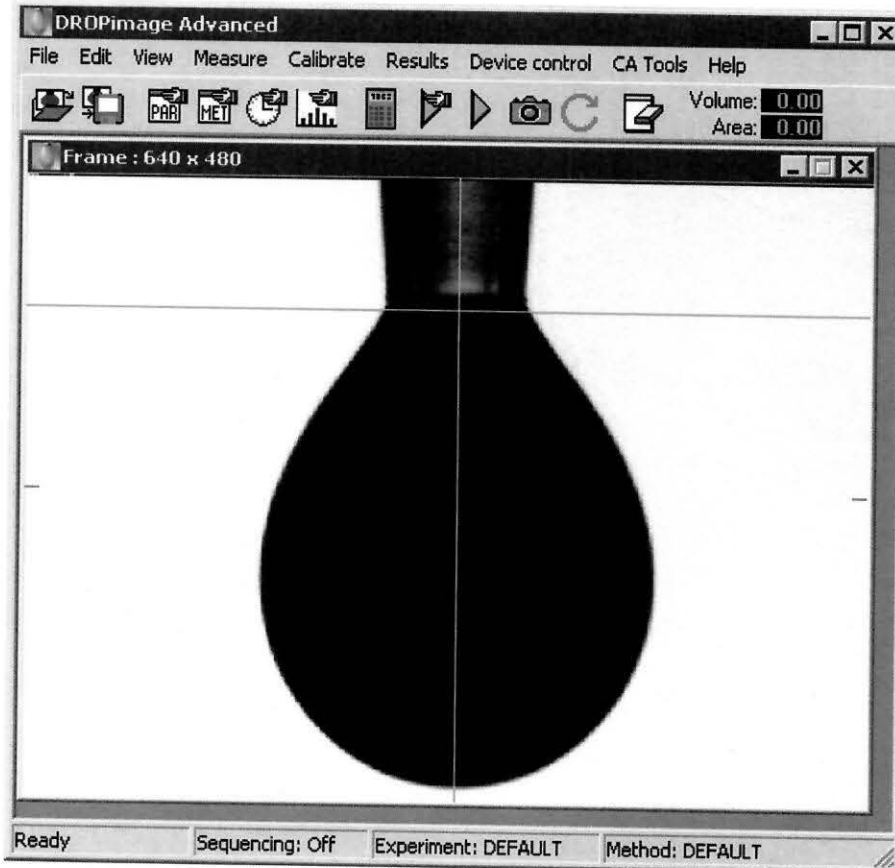 DROPimage Advanced
File Edit View Measure Calibrate Results Device control CA Tools Help
PAR MET Volume: 0.00
Area: 0.00
Frame : 640 x 480
Ready Sequencing: Off Experiment: DEFAULT Method: DEFAULT